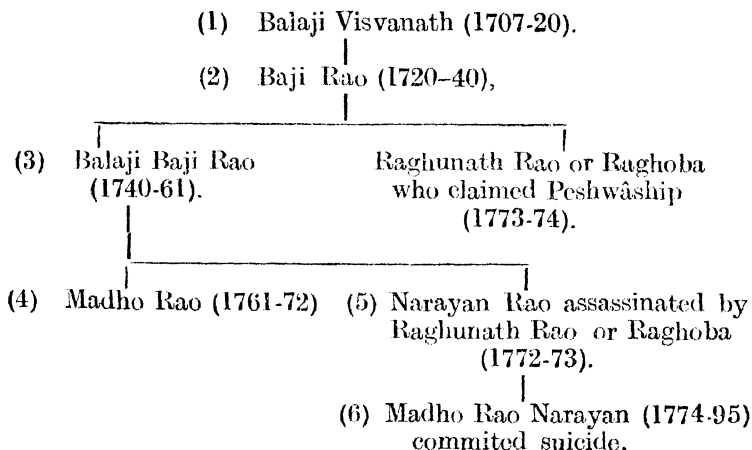 (1) Balaji Visvanath (1707-20).
(2) Baji Rao (1720–40),
(3) Balaji Baji Rao
(1740-61).
Raghunath Rao or Raghoba
who claimed Peshwâship
(1773-74).
(4) Madho Rao (1761-72)
(5) Narayan Rao assassinated by
Raghunath Rao or Raghoba
(1772-73).
(6) Madho Rao Narayan (1774-95)
commited suicide.